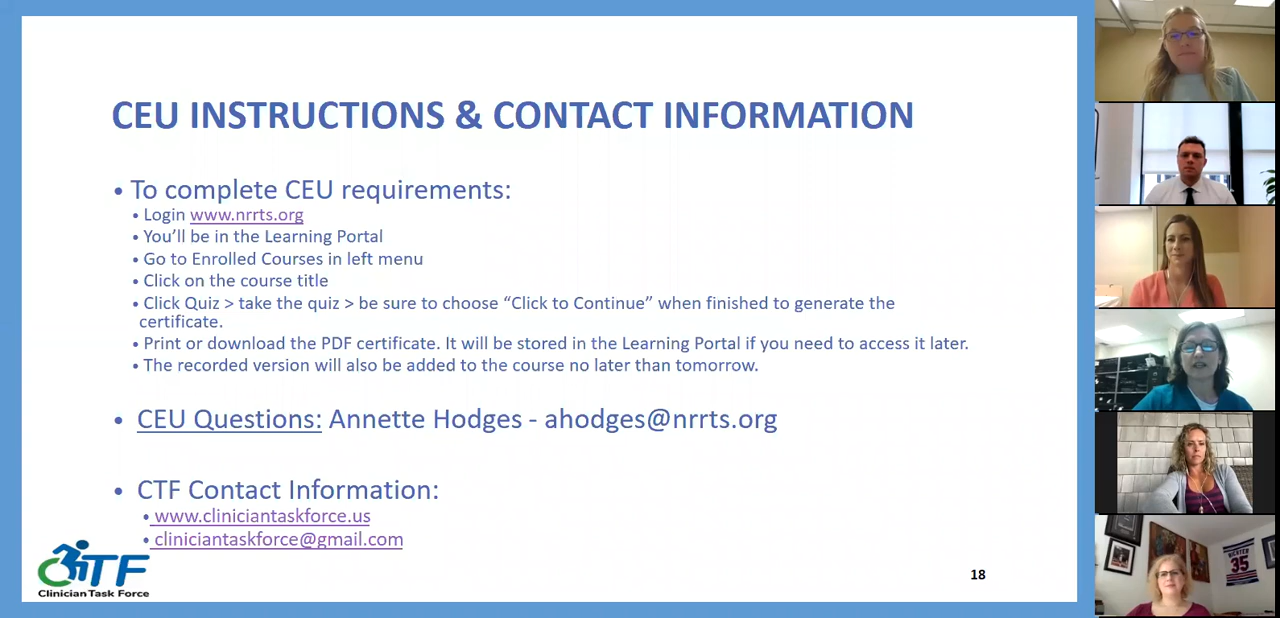 CEU INSTRUCTIONS & CONTACT INFORMATION
• To complete CEU requirements:
• Login www.nrrts.org
• You’ll be in the Learning Portal
• Go to Enrolled Courses in left menu
• Click on the course title
• Click Quiz > take the quiz > be sure to choose “Click to Continue” when finished to generate the
certificate.
• Print or download the PDF certificate. It will be stored in the Learning Portal if you need to access it later.
• The recorded version will also be added to the course no later than tomorrow.
• CEU Questions: Annette Hodges - ahodges@nrrts.org
• CTF Contact Information:
• www.cliniciantaskforce.us
• cliniciantaskforce@gmail.com
CTF
Clinician Task Force
18
RICHTER
35